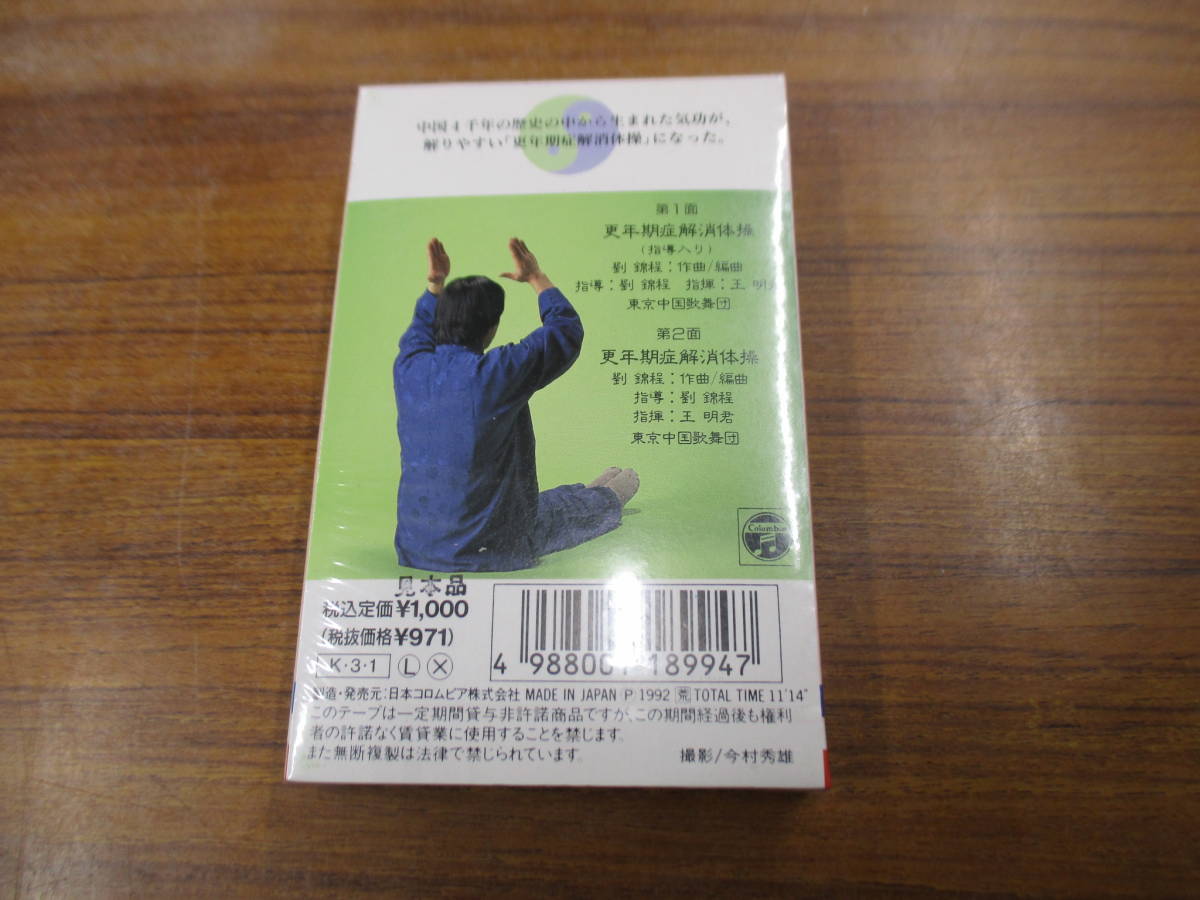 中国4千年の歴史の中から生まれた気功が、
解りやすい「更年期症解消体操」になった。
第1面
更年期症解消体操
(指導入り)
劉 錦程:作曲/編曲
指導:劉 錦程 指揮:王 明君
東京中国歌舞団
第2面
更年期症解消体操
劉 錦程:作曲/編曲
指導:劉 錦程
指揮:王 明君
東京中国歌舞団
Columbia
見本品
税込定価¥1,000
(税抜価格¥971)
K・3・1 L X
4 98800 189947
製造・発売元:日本コロムビア株式会社 MADE IN JAPAN P 1992 TOTAL TIME 11'14"
このテープは一定期間貸与非許諾商品ですが、この期間経過後も権利
者の許諾なく賃貸業に使用することを禁じます。
また無断複製は法律で禁じられています。
撮影/今村秀雄